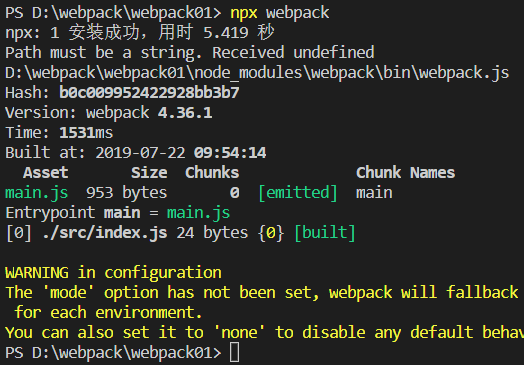 PS D:\webpack\webpack01> npx webpack
npx: 1 安装成功，用时 5.419 秒
Path must be a string. Received undefined
D:\webpack\webpack01\node_modules\webpack\bin\webpack.js
Hash: b0c009952422928bb3b7
Version: webpack 4.36.1
Time: 1531ms
Built at: 2019-07-22 09:54:14
Asset Size Chunks Chunk Names
main.js 953 bytes 0 [emitted] main
Entrypoint main = main.js
[0] ./src/index.js 24 bytes {0} [built]
WARNING in configuration
The 'mode' option has not been set, webpack will fallback
for each environment.
You can also set it to 'none' to disable any default behav
PS D:\webpack\webpack01>